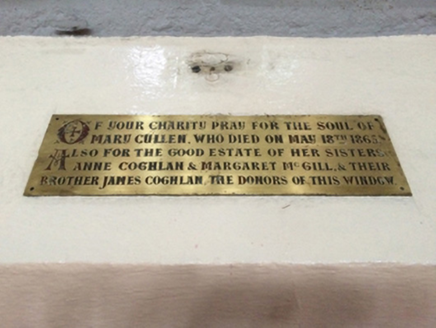 OF YOUR CHARITY PRAY FOR THE SOUL OF
MARY CULLEN, WHO DIED ON MAY 18TH 1865.
ALSO FOR THE GOOD ESTATE OF HER SISTERS
ANNE COGHLAN & MARGARET Mc GILL, & THEIR
BROTHER JAMES COGHLAN, THE DONORS OF THIS WINDOW.